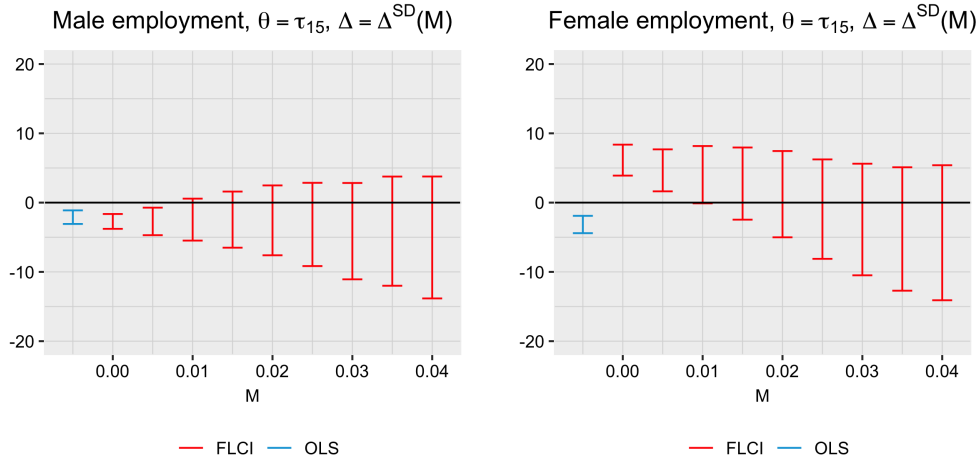 Male employment, θ = τ₁₅, Δ = Δ^SD(M)
20
10
0
-10
-20
0.00 0.01 0.02 0.03 0.04
M
FLCI OLS
Female employment, θ = τ₁₅, Δ = Δ^SD(M)
20
10
0
-10
-20
0.00 0.01 0.02 0.03 0.04
M
FLCI OLS